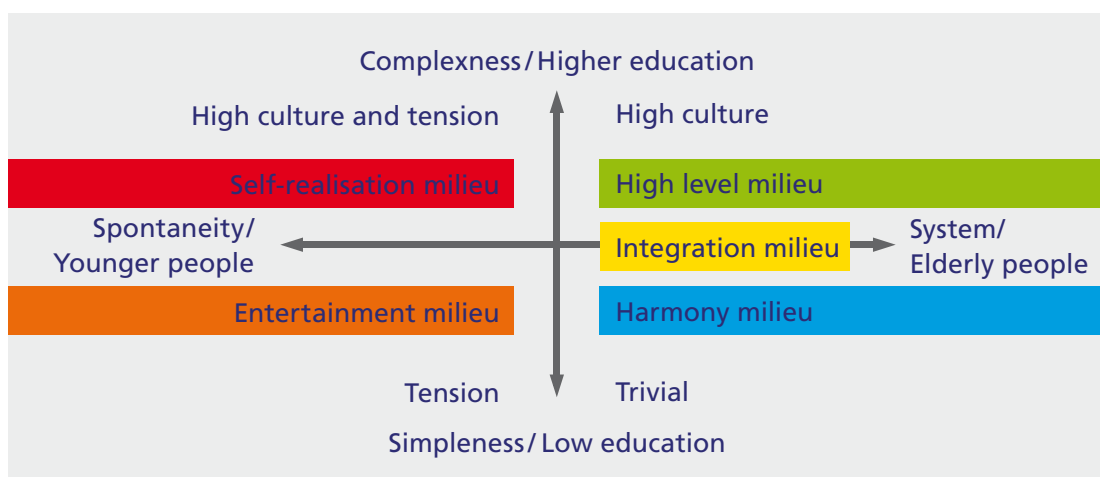 Complexness/Higher education
High culture and tension
High culture
Self-realisation milieu
High level milieu
Spontaneity/
Younger people
Integration milieu
System/
Elderly people
Entertainment milieu
Harmony milieu
Tension
Trivial
Simpleness/Low education